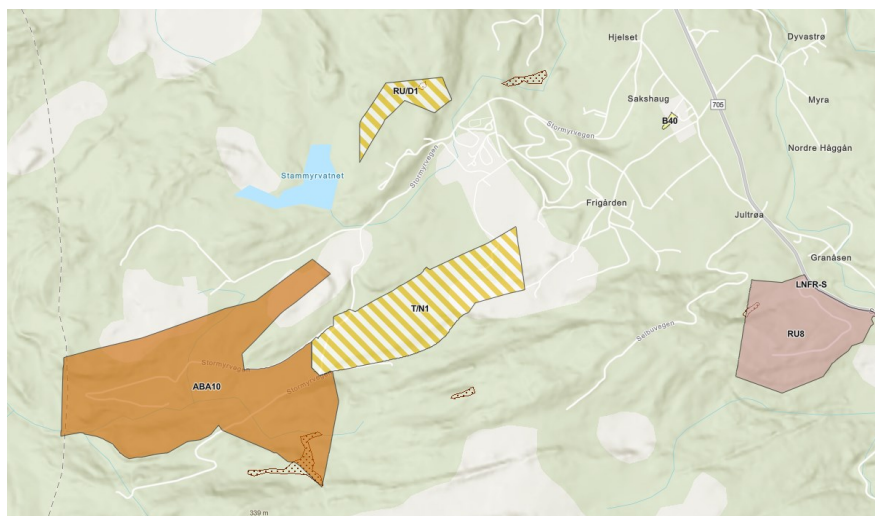 Hjelset
Dyvastrø
RU/D1
Sakshaug
705
Myra
B40
Stormyrvegen
Nordre Håggån
Stammyrvatnet
Stormyrvegen
Frigården
Jultrøa
Granåsen
LNFR-S
T/N1
RU8
Selbuvegen
Stormyrvegen
ABA10
Stormyrvegen
339 m